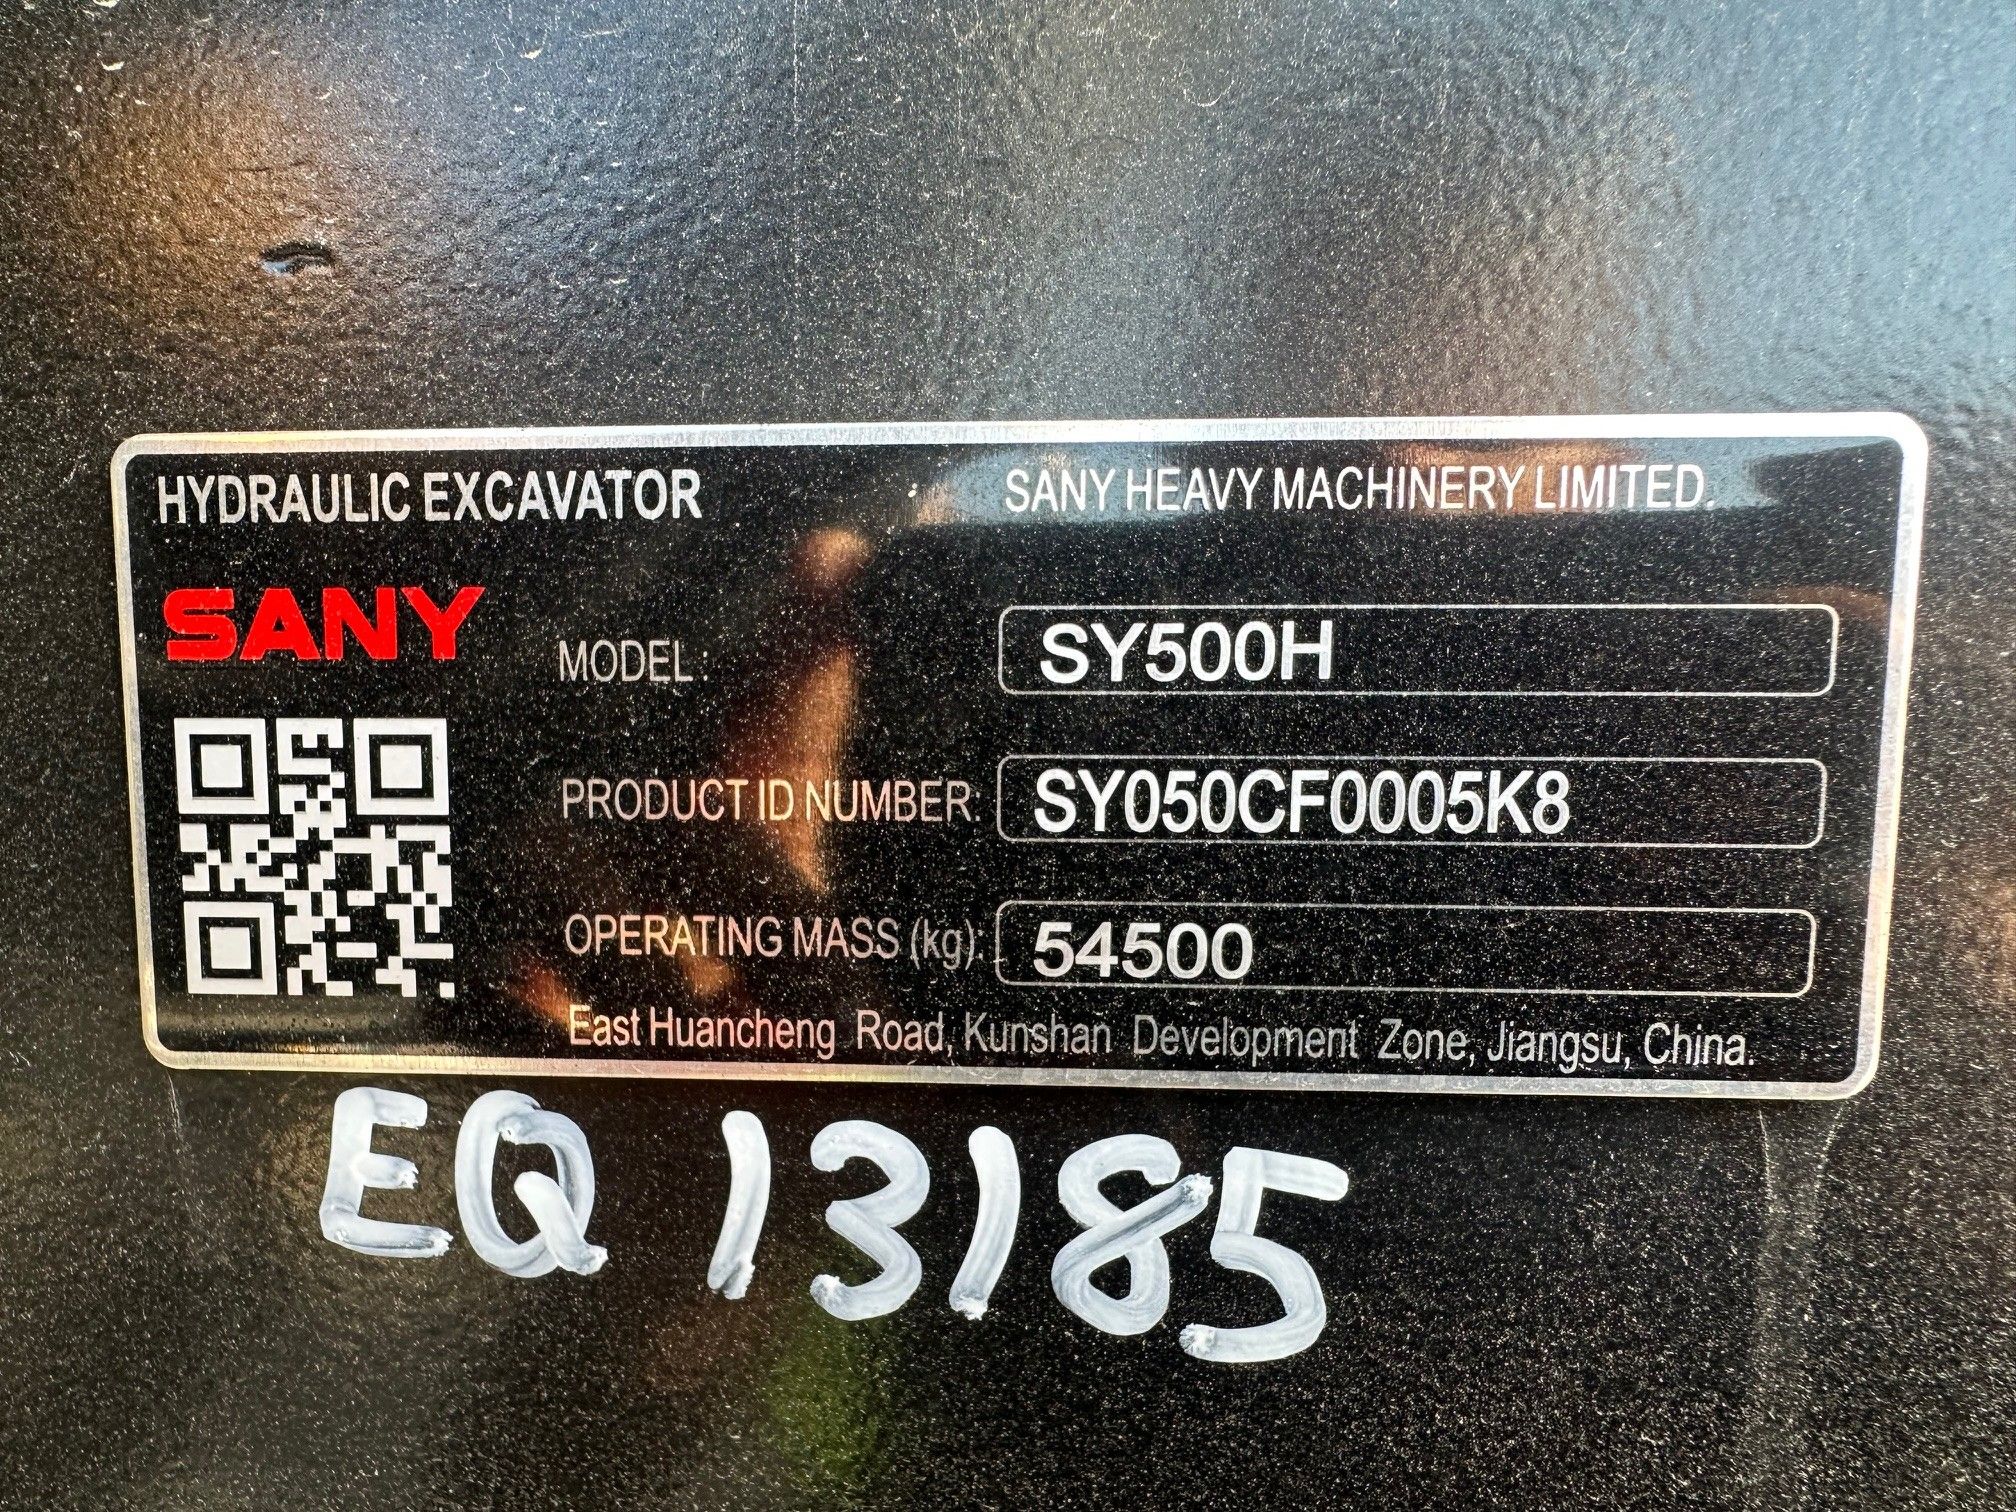 HYDRAULIC EXCAVATOR
SANY HEAVY MACHINERY LIMITED.
SANY
MODEL: SY500H
PRODUCT ID NUMBER: SY050CF0005K8
OPERATING MASS (kg): 54500
East Huancheng Road, Kunshan Development Zone, Jiangsu, China.
EQ 13185